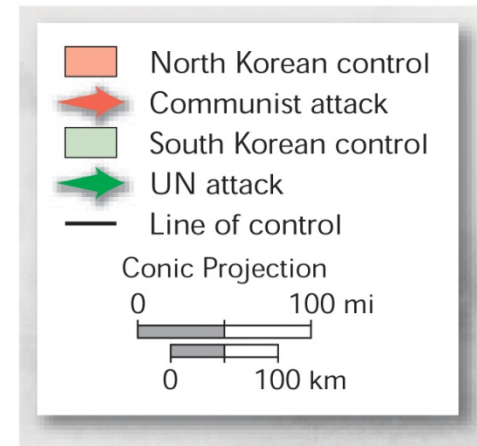 North Korean control
Communist attack
South Korean control
UN attack
Line of control
Conic Projection
0 100 mi
0 100 km